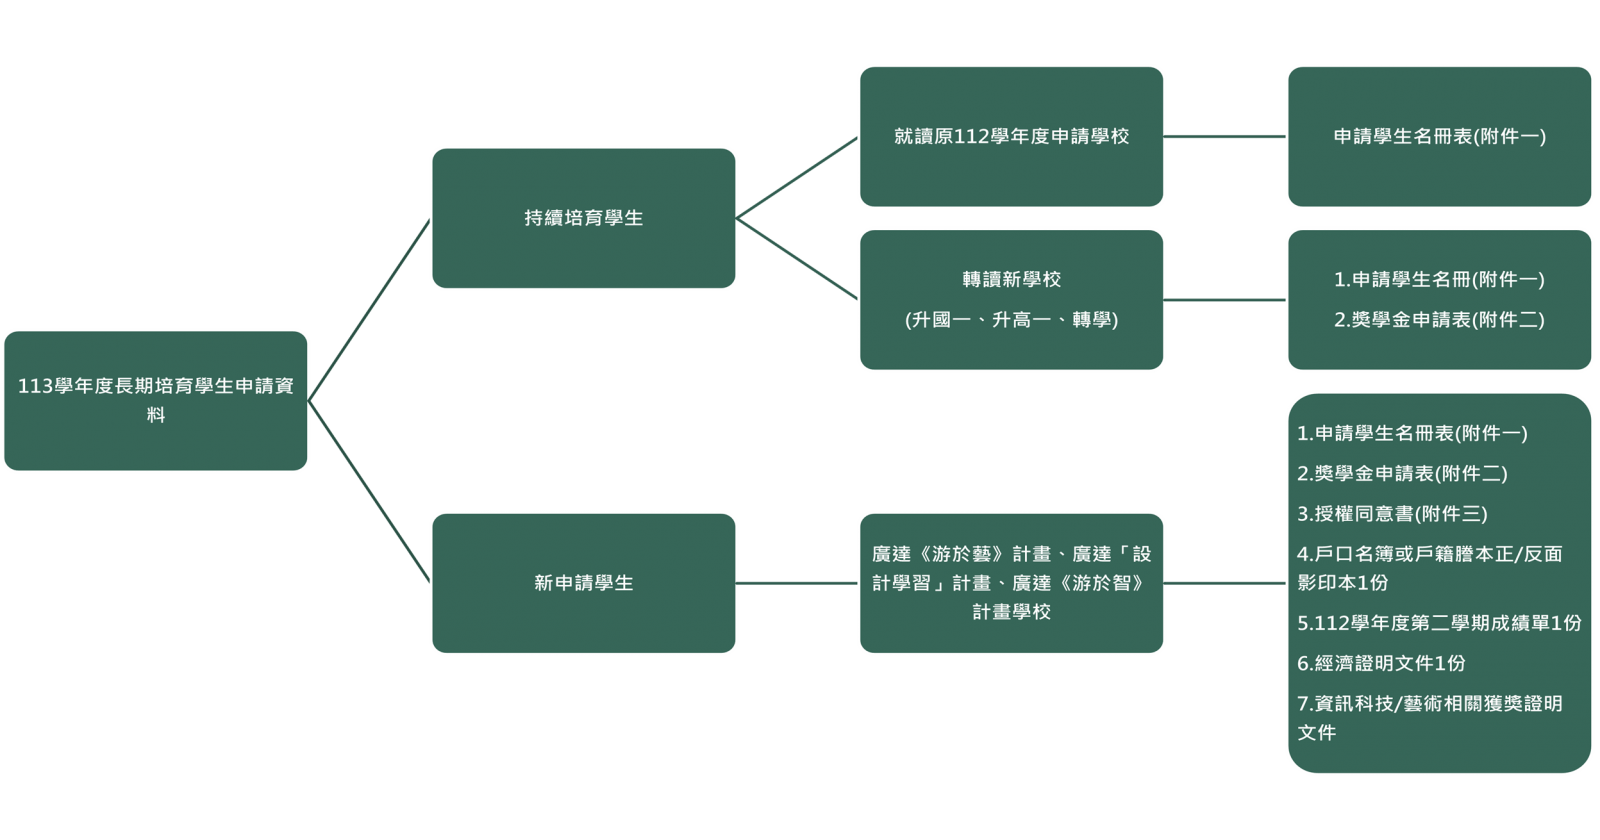 113學年度長期培育學生申請資
料
持續培育學生
就讀原112學年度申請學校
申請學生名冊表(附件一)
轉讀新學校
(升國一、升高一、轉學)
1.申請學生名冊(附件一)
2.獎學金申請表(附件二)
新申請學生
廣達《游於藝》計畫、廣達「設
計學習」計畫、廣達《游於智》
計畫學校
1.申請學生名冊表(附件一)
2.獎學金申請表(附件二)
3.授權同意書(附件三)
4.戶口名簿或戶籍謄本正/反面
影印本1份
5.112學年度第二學期成績單1份
6.經濟證明文件1份
7.資訊科技/藝術相關獲獎證明
文件